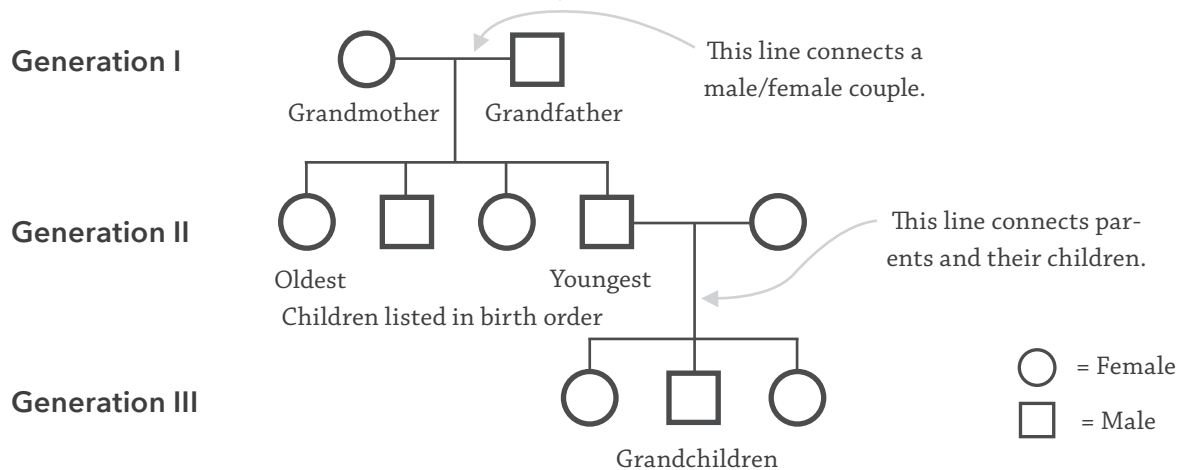 Generation I
This line connects a
male/female couple.
Grandmother
Grandfather
Generation II
This line connects par-
ents and their children.
Oldest
Youngest
Children listed in birth order
= Female
Generation III
= Male
Grandchildren